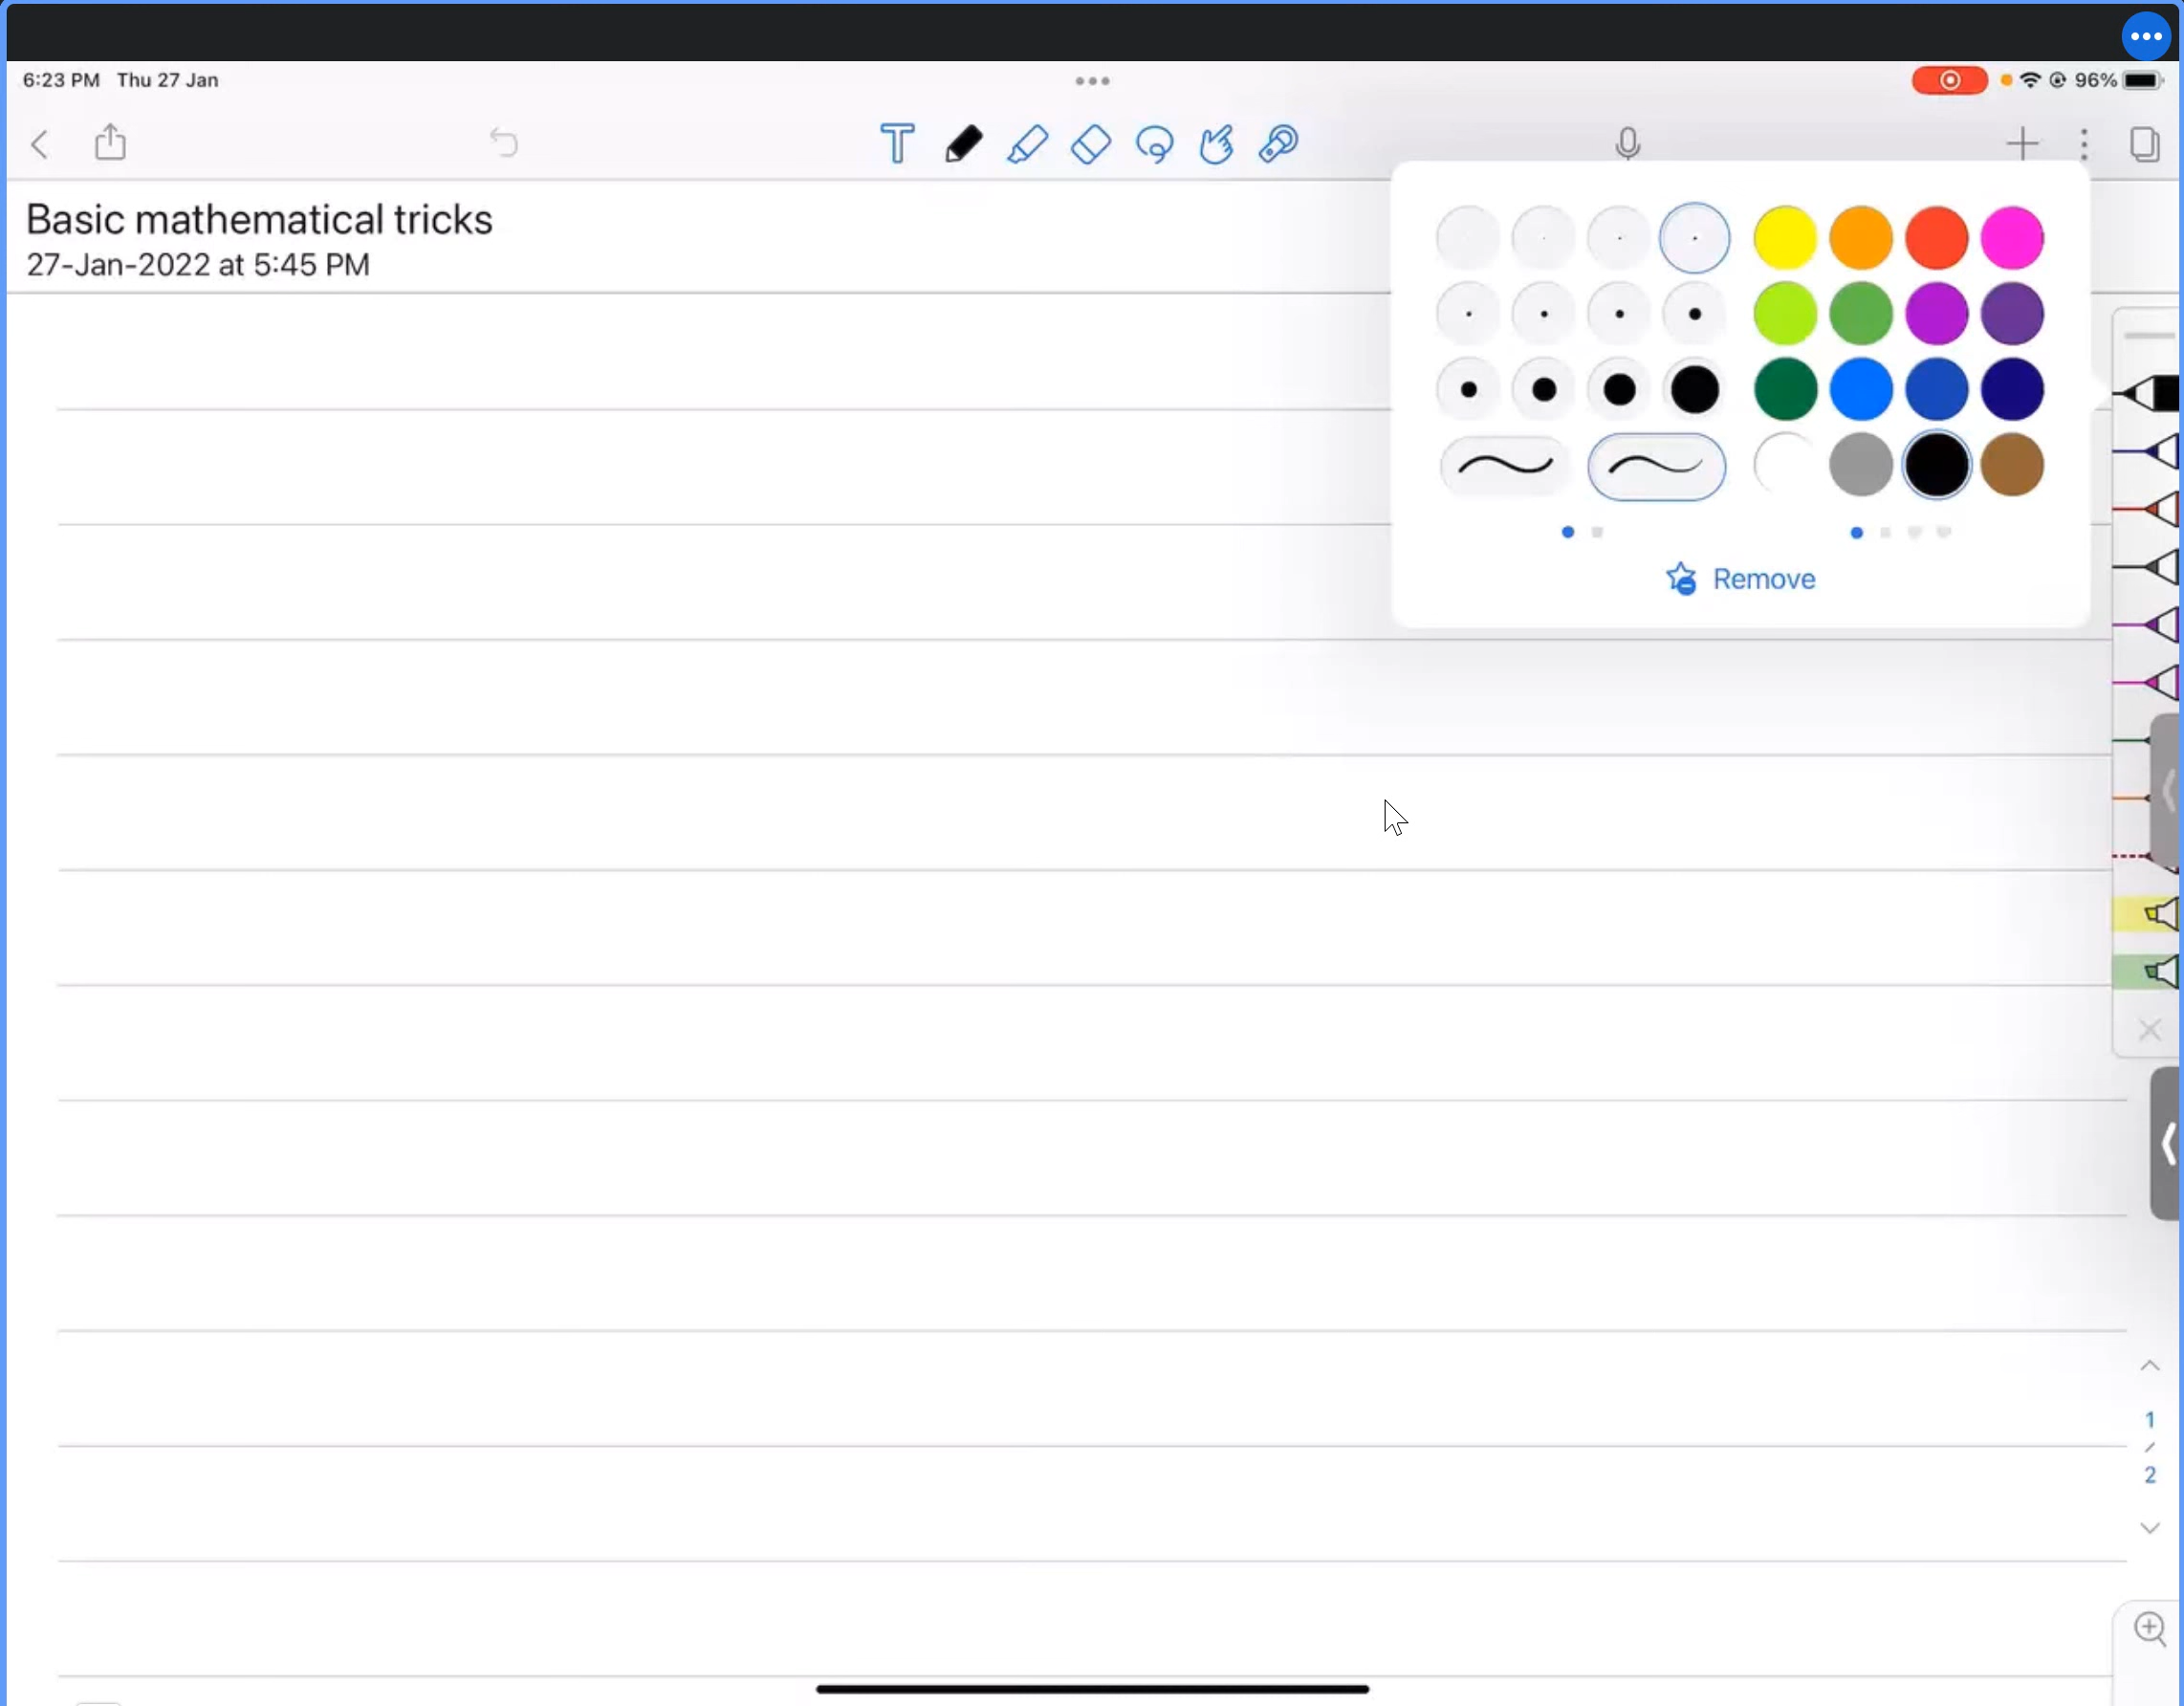 6:23 PM Thu 27 Jan
96%
T
Basic mathematical tricks
27-Jan-2022 at 5:45 PM
Remove
1
/
2